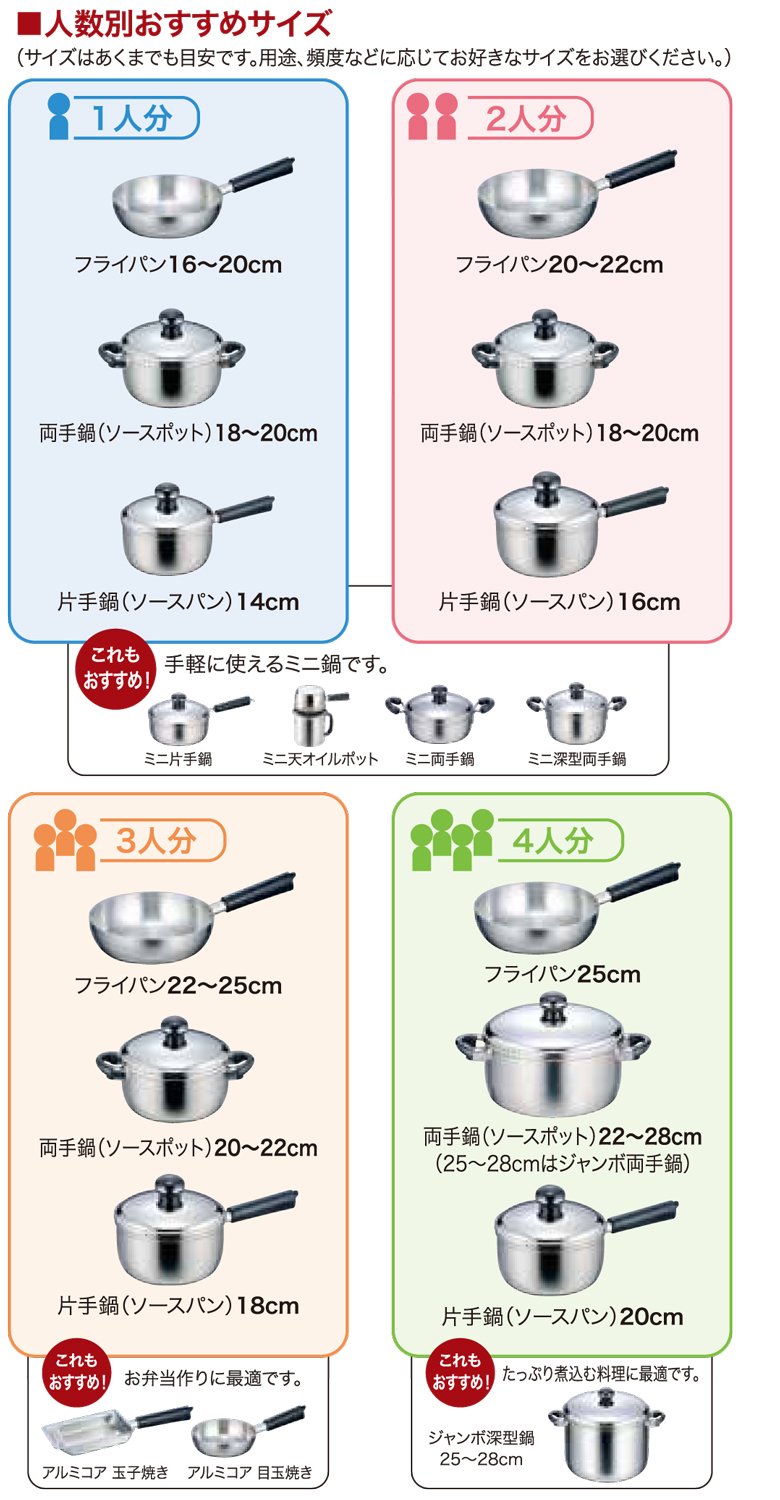 ■人数別おすすめサイズ
（サイズはあくまでも目安です。用途、頻度などに応じてお好きなサイズをお選びください。）
1人分
フライパン16〜20cm
両手鍋（ソースポット）18〜20cm
片手鍋（ソースパン）14cm
2人分
フライパン20〜22cm
両手鍋（ソースポット）18〜20cm
片手鍋（ソースパン）16cm
これも
おすすめ！
手軽に使えるミニ鍋です。
ミニ片手鍋
ミニ天オイルポット
ミニ両手鍋
ミニ深型両手鍋
3人分
フライパン22〜25cm
両手鍋（ソースポット）20〜22cm
片手鍋（ソースパン）18cm
これも
おすすめ！
お弁当作りに最適です。
アルミコア 玉子焼き
アルミコア 目玉焼き
4人分
フライパン25cm
両手鍋（ソースポット）22〜28cm
（25〜28cmはジャンボ両手鍋）
片手鍋（ソースパン）20cm
これも
おすすめ！
たっぷり煮込む料理に最適です。
ジャンボ深型鍋
25〜28cm